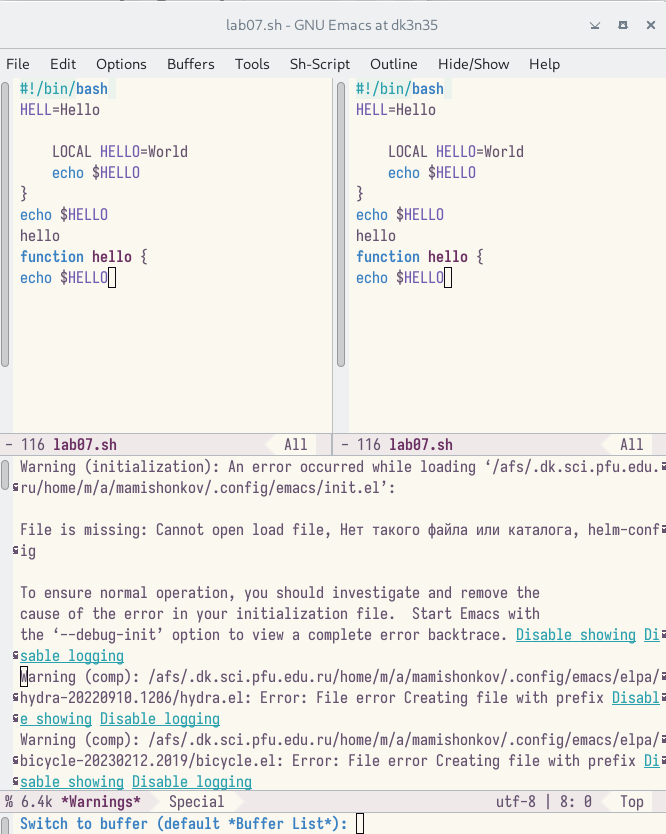 lab07.sh - GNU Emacs at dk3n35
File Edit Options Buffers Tools Sh-Script Outline Hide/Show Help
#!/bin/bash
HELL=Hello
LOCAL HELLO=World
echo $HELLO
}
echo $HELLO
hello
function hello {
echo $HELLO
- 116 lab07.sh All
#!/bin/bash
HELL=Hello
LOCAL HELLO=World
echo $HELLO
}
echo $HELLO
hello
function hello {
echo $HELLO
- 116 lab07.sh All
Warning (initialization): An error occurred while loading ‘/afs/.dk.sci.pfu.edu.
ru/home/m/a/mamishonkov/.config/emacs/init.el’:
File is missing: Cannot open load file, Нет такого файла или каталога, helm-conf
ig
To ensure normal operation, you should investigate and remove the
cause of the error in your initialization file.  Start Emacs with
the ‘--debug-init’ option to view a complete error backtrace. Disable showing Di
sable logging
Warning (comp): /afs/.dk.sci.pfu.edu.ru/home/m/a/mamishonkov/.config/emacs/elpa/
hydra-20220910.1206/hydra.el: Error: File error Creating file with prefix Disabl
e showing Disable logging
Warning (comp): /afs/.dk.sci.pfu.edu.ru/home/m/a/mamishonkov/.config/emacs/elpa/
bicycle-20230212.2019/bicycle.el: Error: File error Creating file with prefix Di
sable showing Disable logging
% 6.4k *Warnings* Special utf-8 | 8: 0 Top
Switch to buffer (default *Buffer List*):